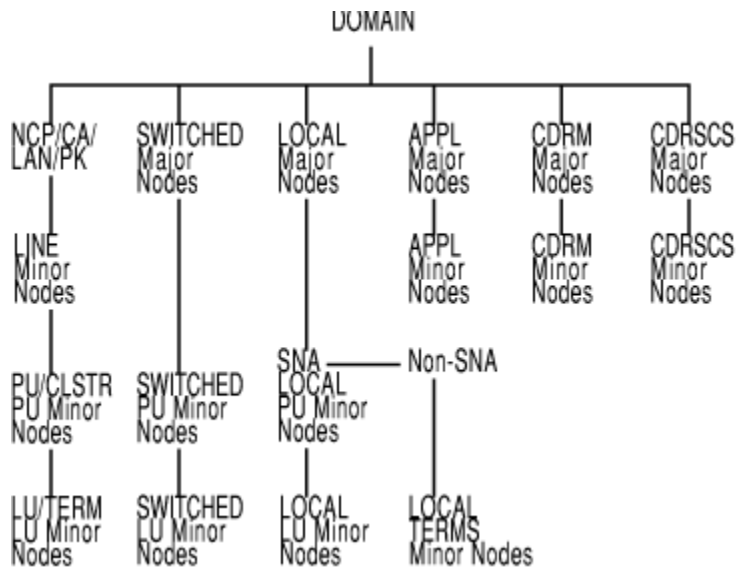 DOMAIN
NCP/CA/
LAN/PK
SWITCHED
Major
Nodes
LOCAL
Major
Nodes
APPL
Major
Nodes
CDRM
Major
Nodes
CDRSCS
Major
Nodes
LINE
Minor
Nodes
APPL
Minor
Nodes
CDRM
Minor
Nodes
CDRSCS
Minor
Nodes
PU/CLSTR
PU Minor
Nodes
SWITCHED
PU Minor
Nodes
SNA
LOCAL
PU Minor
Nodes
Non-SNA
LU/TERM
LU Minor
Nodes
SWITCHED
LU Minor
Nodes
LOCAL
LU Minor
Nodes
LOCAL
TERMS
Minor Nodes